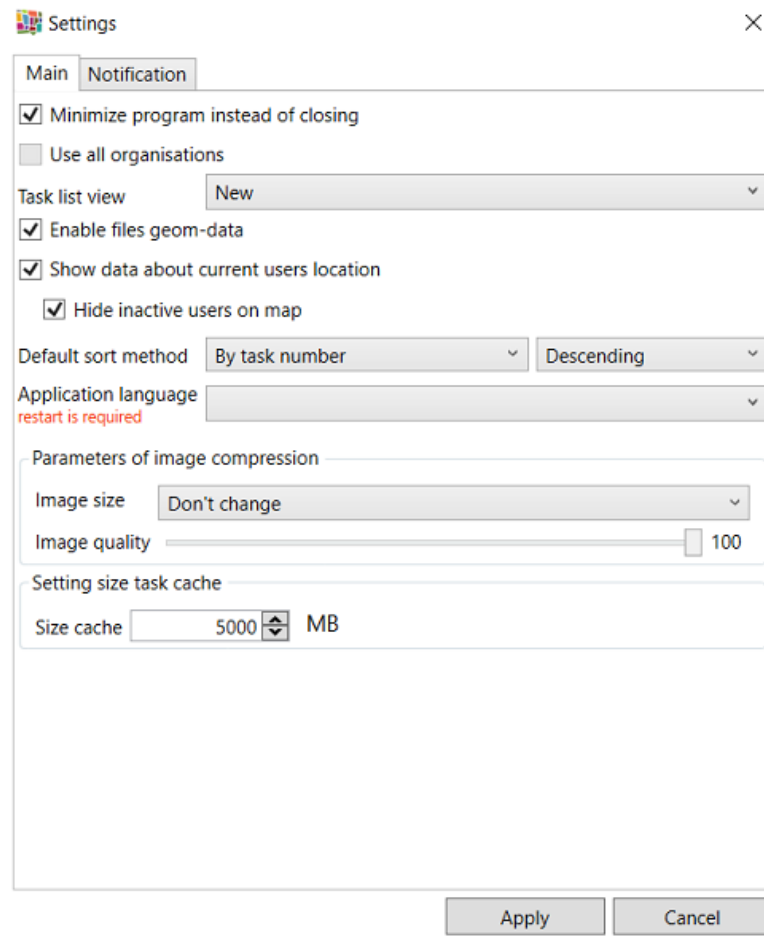 Settings
Main Notification
Minimize program instead of closing
Use all organisations
Task list view New
Enable files geom-data
Show data about current users location
Hide inactive users on map
Default sort method By task number Descending
Application language
restart is required
Parameters of image compression
Image size Don't change
Image quality 100
Setting size task cache
Size cache 5000 MB
Apply Cancel